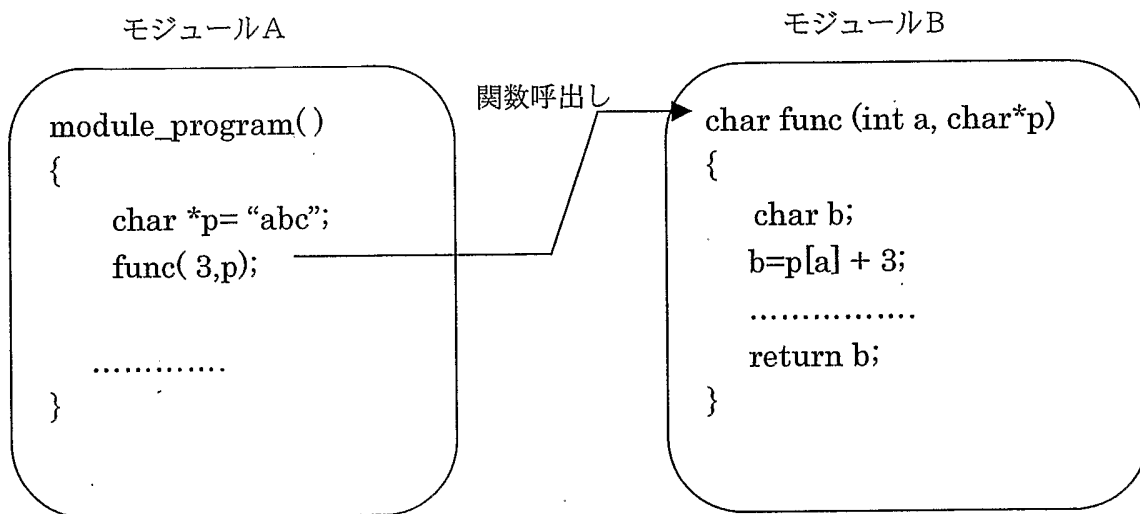 モジュールA
モジュールB
関数呼出し
module_program()
{
char *p= “abc”;
func( 3,p);
………….
}
char func (int a, char*p)
{
char b;
b=p[a] + 3;
…………….
return b;
}